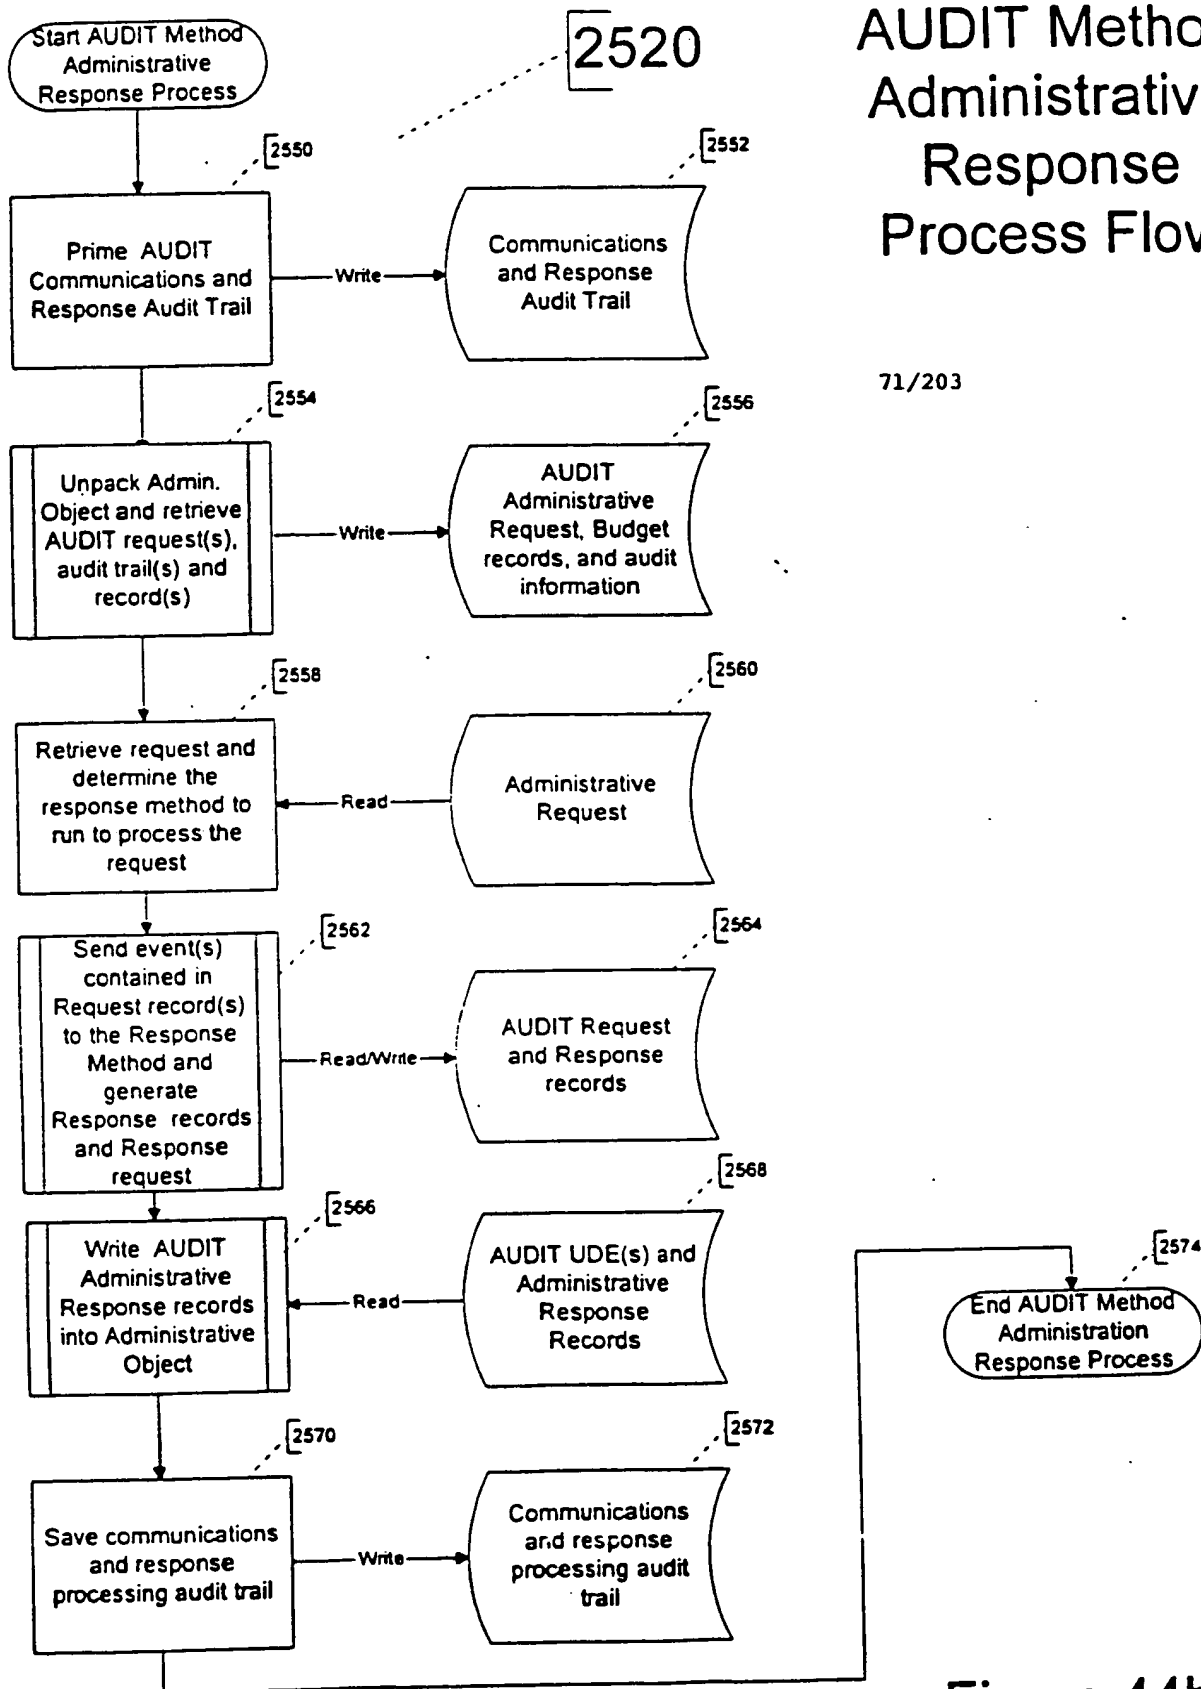 AUDIT Metho
Administrativ
Response
Process Flow
71/203
2520
Start AUDIT Method
Administrative
Response Process
2550
Prime AUDIT
Communications and
Response Audit Trail
Write
2552
Communications
and Response
Audit Trail
2554
Unpack Admin.
Object and retrieve
AUDIT request(s),
audit trail(s) and
record(s)
Write
2556
AUDIT
Administrative
Request, Budget
records, and audit
information
2558
Retrieve request and
determine the
response method to
run to process the
request
Read
2560
Administrative
Request
2562
Send event(s)
contained in
Request record(s)
to the Response
Method and
generate
Response records
and Response
request
Read/Write
2564
AUDIT Request
and Response
records
2566
Write AUDIT
Administrative
Response records
into Administrative
Object
Read
2568
AUDIT UDE(s) and
Administrative
Response
Records
2570
Save communications
and response
processing audit trail
Write
2572
Communications
and response
processing audit
trail
2574
End AUDIT Method
Administration
Response Process
Figure 44b